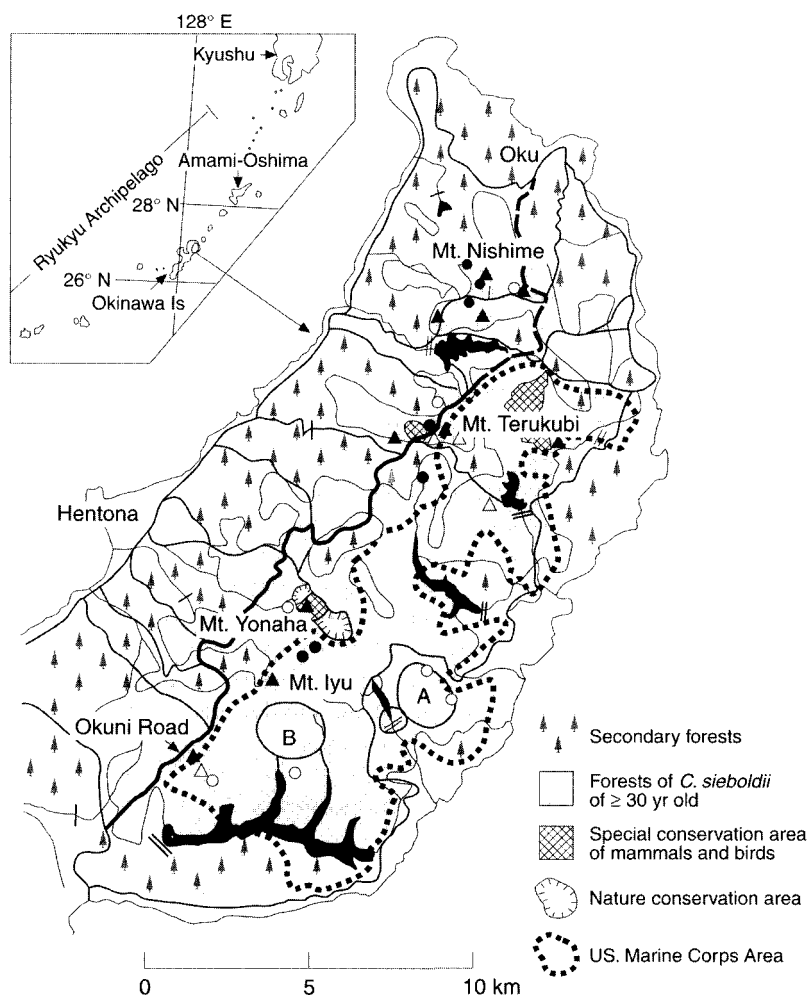 128° E
Kyushu
Amami-Oshima
28° N
Ryukyu Archipelago
26° N
Okinawa Is
Oku
Mt. Nishime
Mt. Terukubi
Hentona
Mt. Yonaha
Mt. Iyu
A
Okuni Road
B
Secondary forests
Forests of C. sieboldii
of ≥ 30 yr old
Special conservation area
of mammals and birds
Nature conservation area
US. Marine Corps Area
0 5 10 km